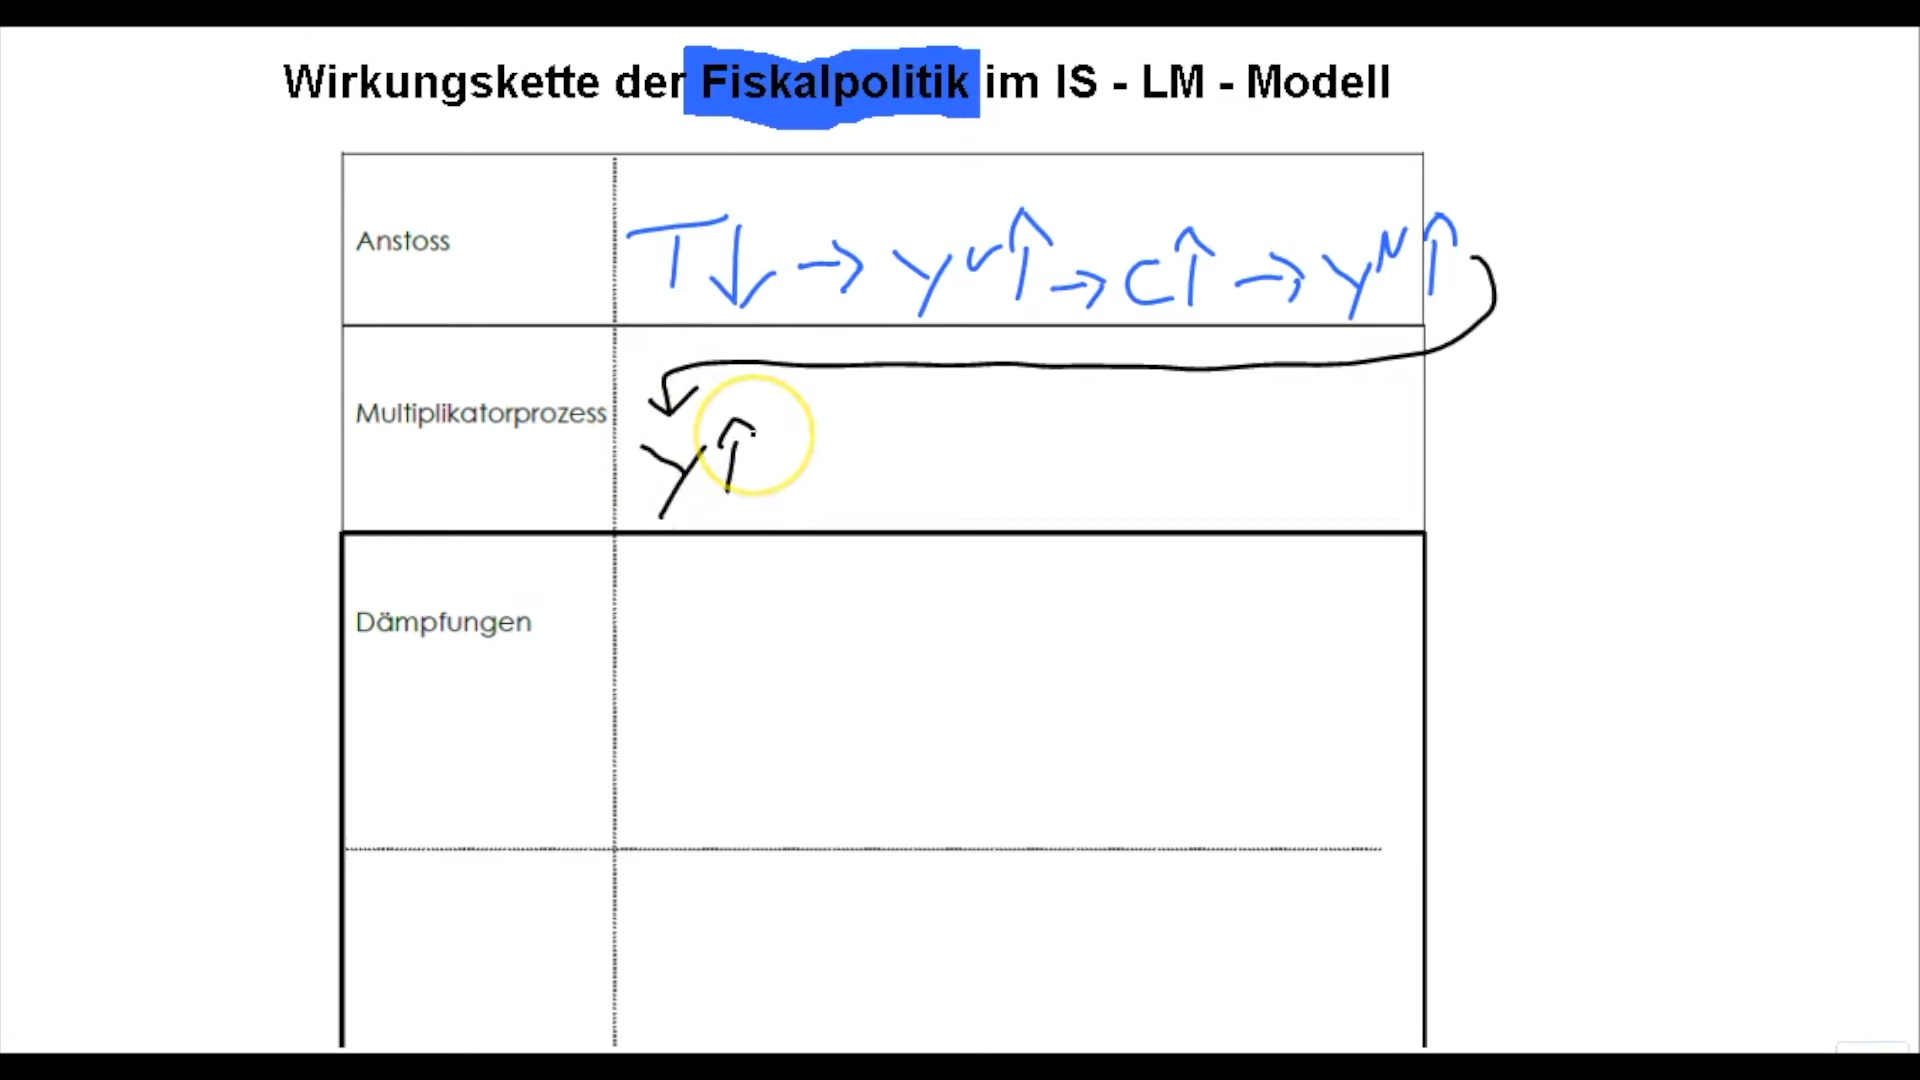 Wirkungskette der Fiskalpolitik im IS - LM - Modell
Anstoss
T↓ → Y^v↑ → C↑ → Y^N↑
Multiplikatorprozess
Y↑
Dämpfungen